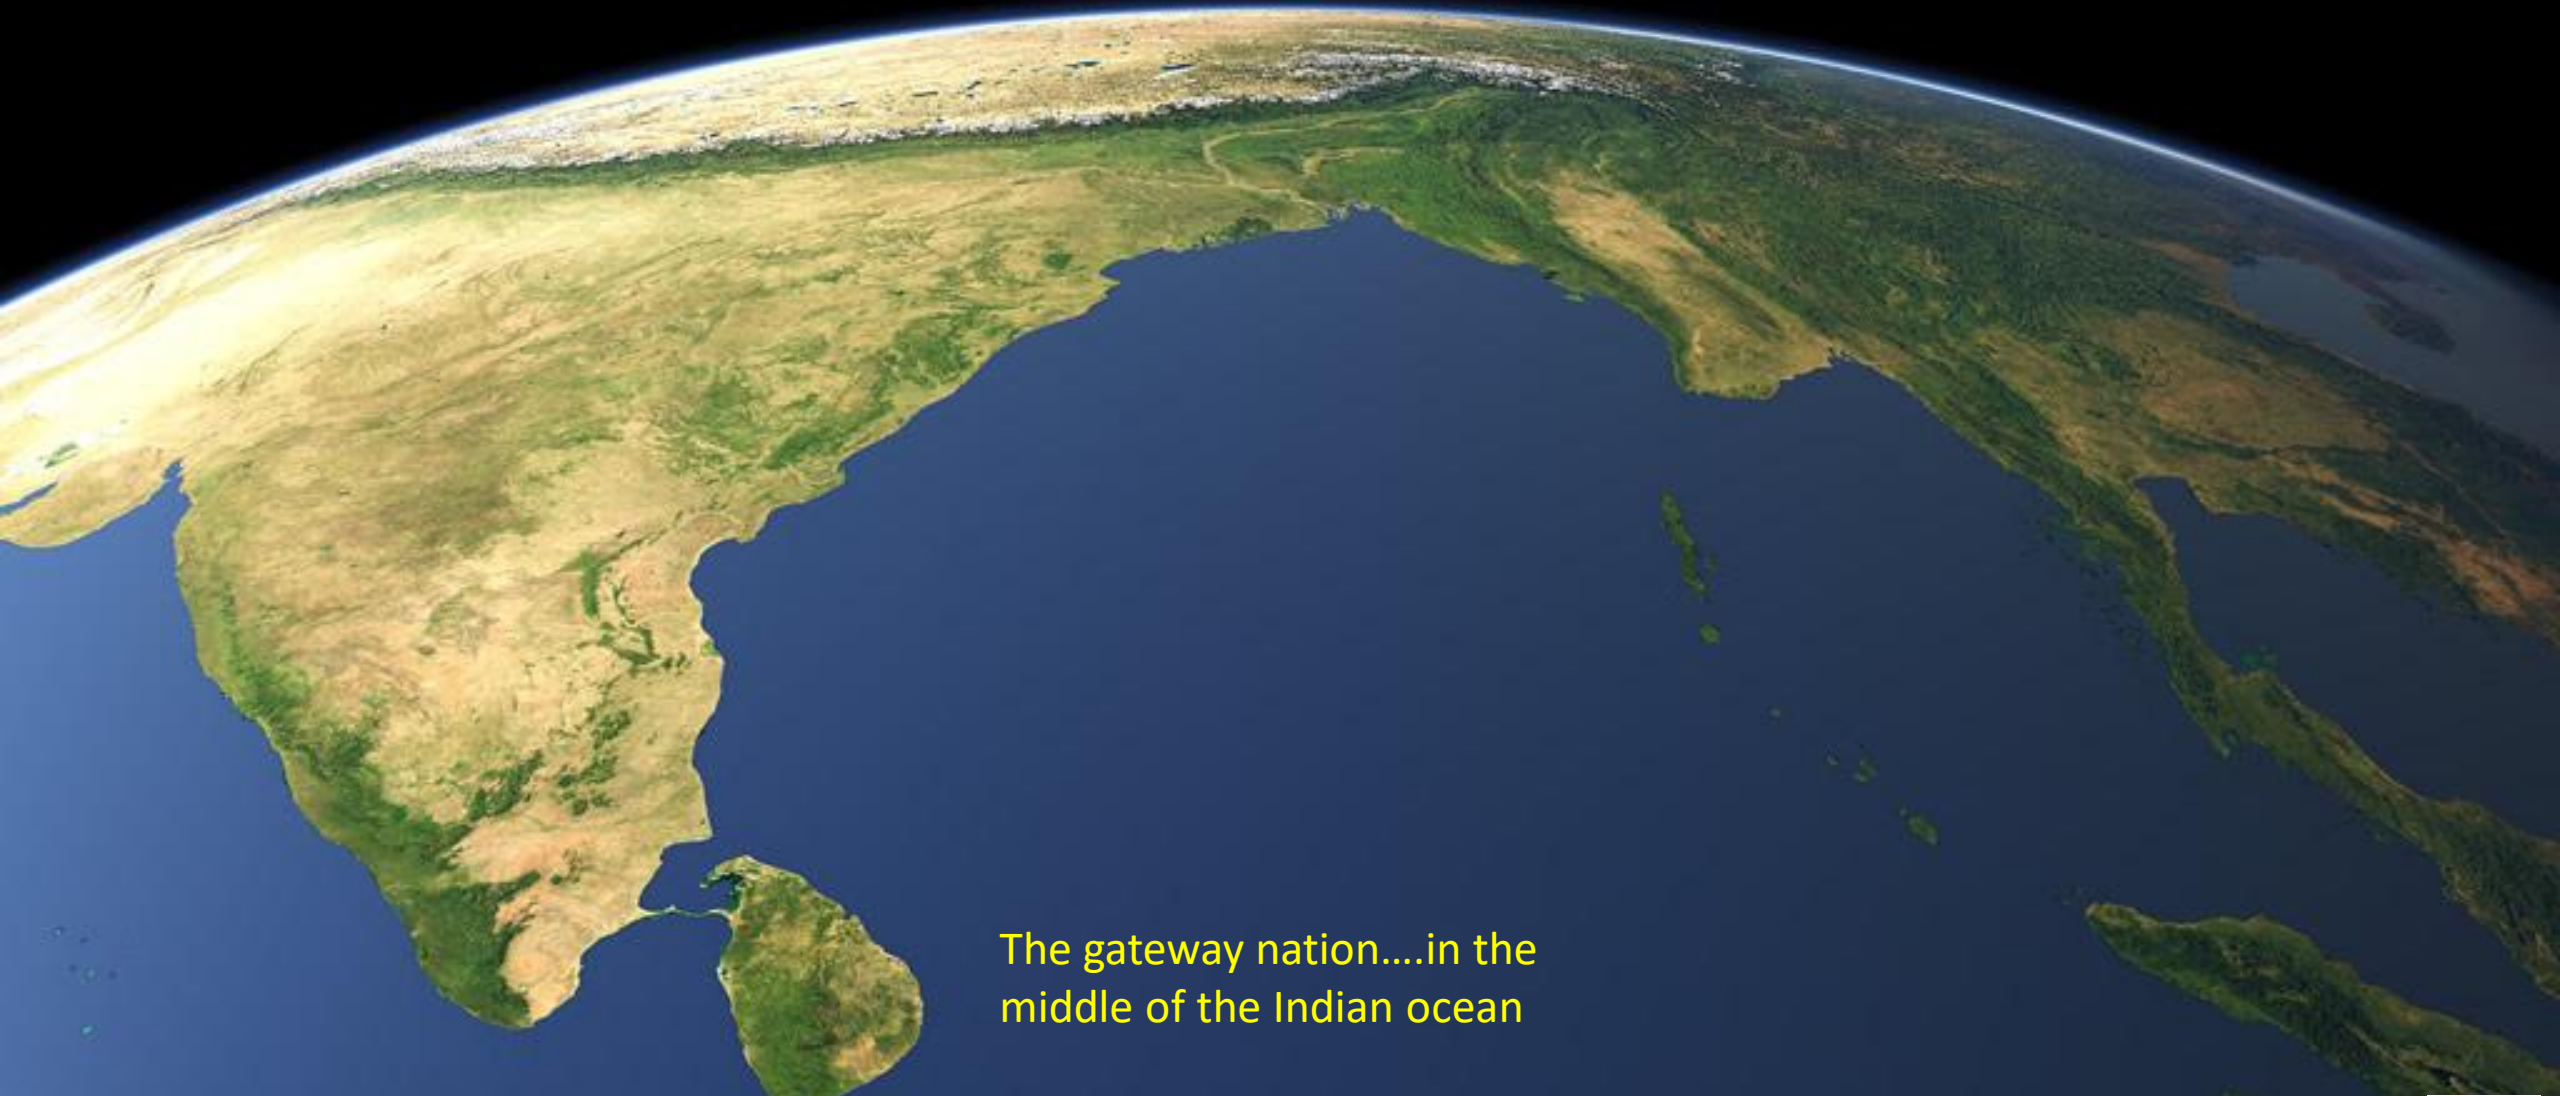 The gateway nation….in the
middle of the Indian ocean